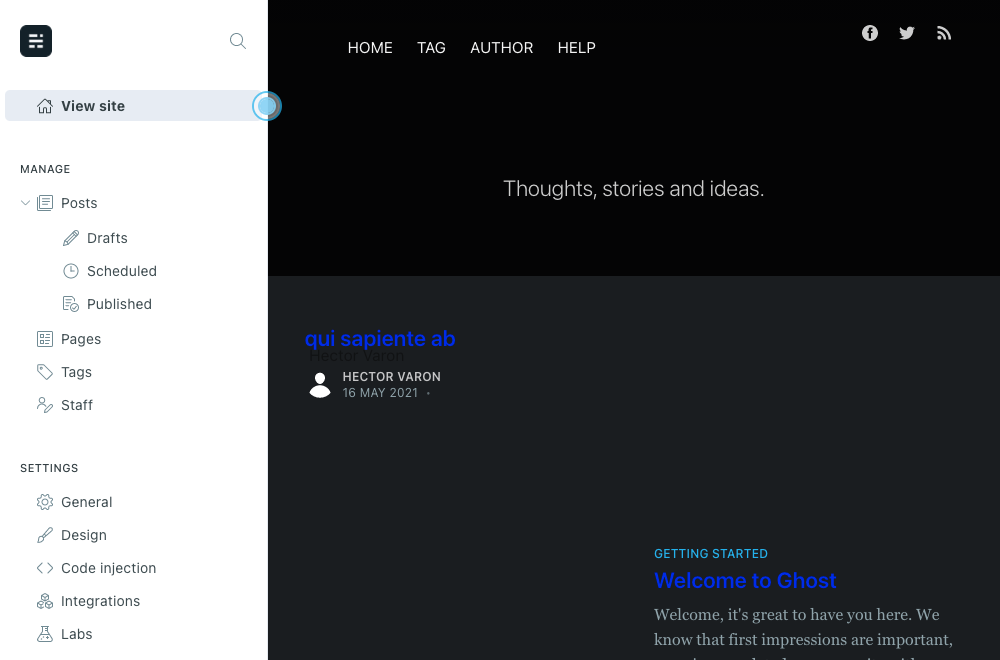 View site
MANAGE
Posts
Drafts
Scheduled
Published
Pages
Tags
Staff
SETTINGS
General
Design
Code injection
Integrations
Labs
HOME TAG AUTHOR HELP
Thoughts, stories and ideas.
qui sapiente ab
Hector Varon
HECTOR VARON
16 MAY 2021 •
GETTING STARTED
Welcome to Ghost
Welcome, it's great to have you here. We
know that first impressions are important,